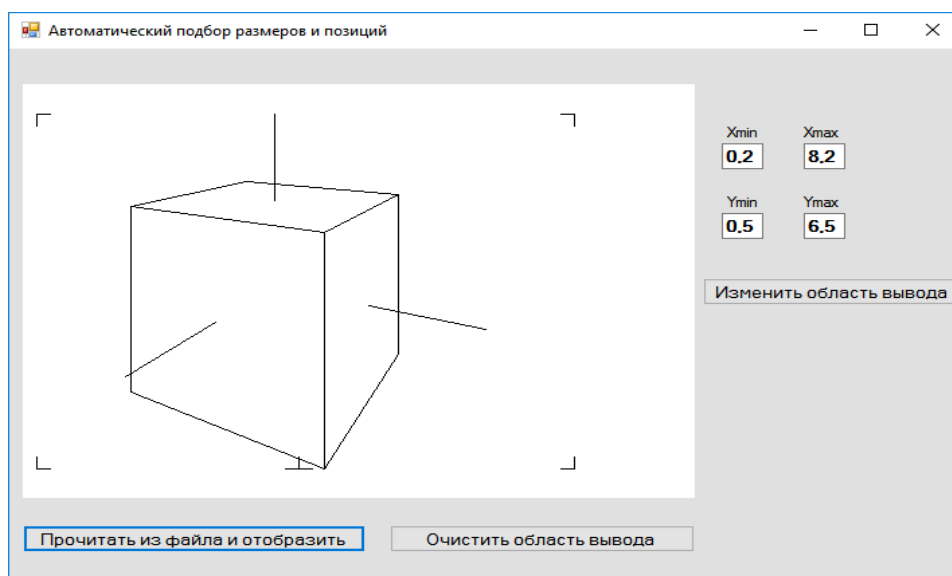 Автоматический подбор размеров и позиций
Xmin Xmax
0.2 8.2
Ymin Ymax
0.5 6.5
Изменить область вывода
Прочитать из файла и отобразить Очистить область вывода